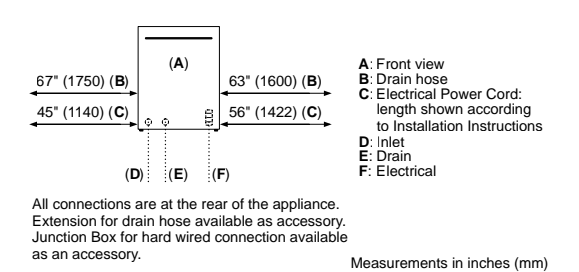 (A)
67" (1750) (B)
63" (1600) (B)
45" (1140) (C)
56" (1422) (C)
(D)
(E)
(F)
A: Front view
B: Drain hose
C: Electrical Power Cord:
length shown according
to Installation Instructions
D: Inlet
E: Drain
F: Electrical
All connections are at the rear of the appliance.
Extension for drain hose available as accessory.
Junction Box for hard wired connection available
as an accessory.
Measurements in inches (mm)